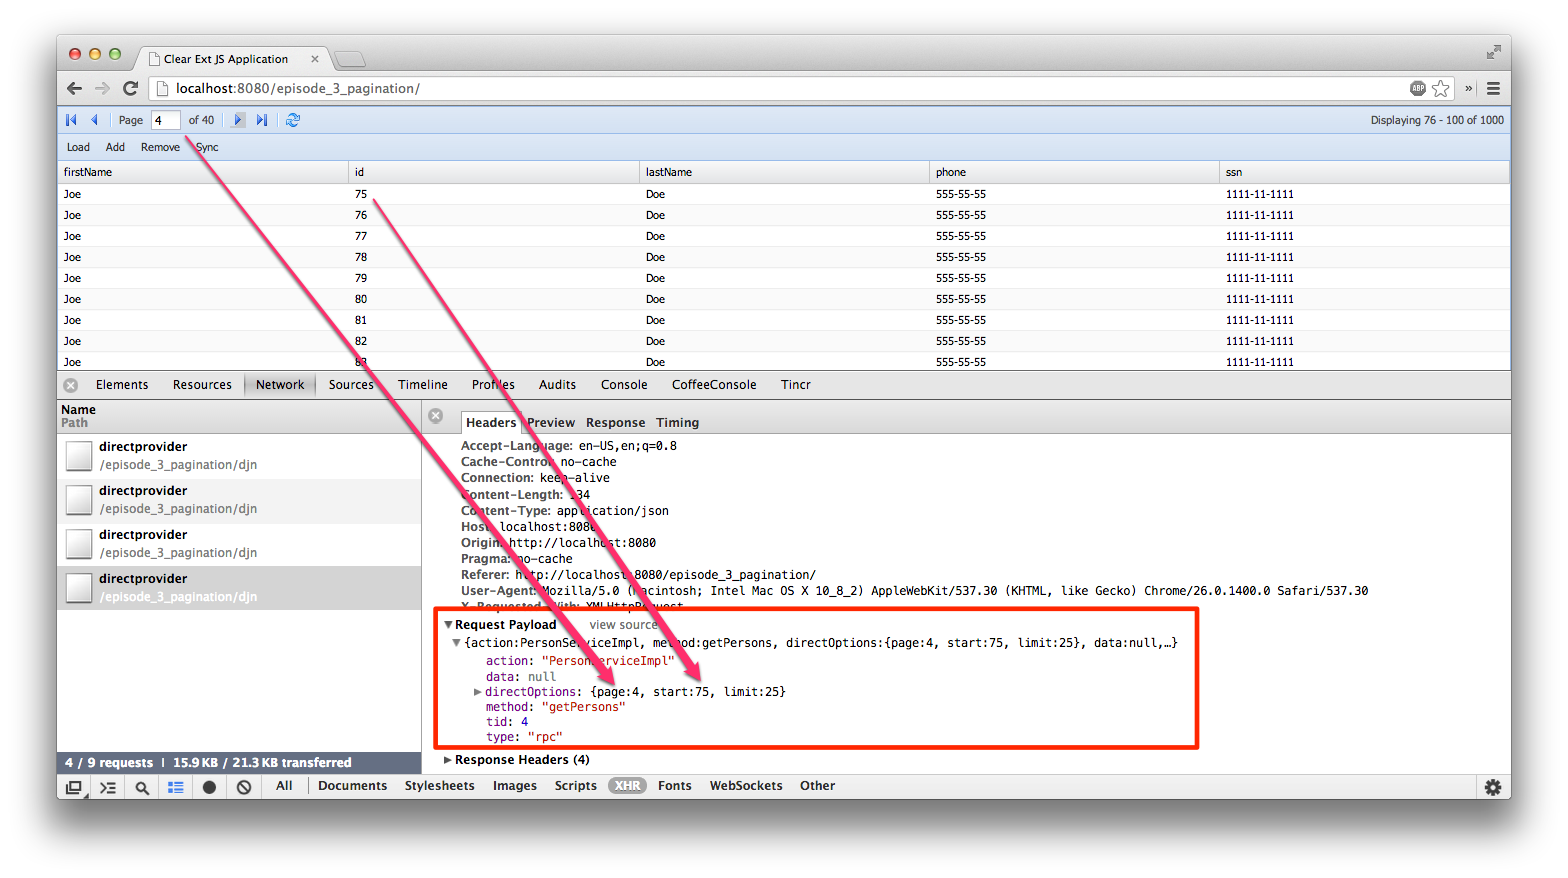 Clear Ext JS Application
localhost:8080/episode_3_pagination/
ABP
Page 4 of 40
Displaying 76 - 100 of 1000
Load Add Remove Sync
firstName id lastName phone ssn
Joe 75 Doe 555-55-55 1111-11-1111
Joe 76 Doe 555-55-55 1111-11-1111
Joe 77 Doe 555-55-55 1111-11-1111
Joe 78 Doe 555-55-55 1111-11-1111
Joe 79 Doe 555-55-55 1111-11-1111
Joe 80 Doe 555-55-55 1111-11-1111
Joe 81 Doe 555-55-55 1111-11-1111
Joe 82 Doe 555-55-55 1111-11-1111
Joe 83 Doe 555-55-55 1111-11-1111
Elements Resources Network Sources Timeline Profiles Audits Console CoffeeConsole Tincr
Name
Path
directprovider
/episode_3_pagination/djn
directprovider
/episode_3_pagination/djn
directprovider
/episode_3_pagination/djn
directprovider
/episode_3_pagination/djn
4 / 9 requests | 15.9 KB / 21.3 KB transferred
Headers Preview Response Timing
Accept-Language: en-US,en;q=0.8
Cache-Control: no-cache
Connection: keep-alive
Content-Length: 134
Content-Type: application/json
Host: localhost:8080
Origin: http://localhost:8080
Pragma: no-cache
Referer: http://localhost:8080/episode_3_pagination/
User-Agent: Mozilla/5.0 (Macintosh; Intel Mac OS X 10_8_2) AppleWebKit/537.30 (KHTML, like Gecko) Chrome/26.0.1400.0 Safari/537.30
X-Requested-With: XMLHttpRequest
Request Payload view source
{action:PersonServiceImpl, method:getPersons, directOptions:{page:4, start:75, limit:25}, data:null,…}
action: "PersonServiceImpl"
data: null
directOptions: {page:4, start:75, limit:25}
method: "getPersons"
tid: 4
type: "rpc"
Response Headers (4)
All Documents Stylesheets Images Scripts XHR Fonts WebSockets Other